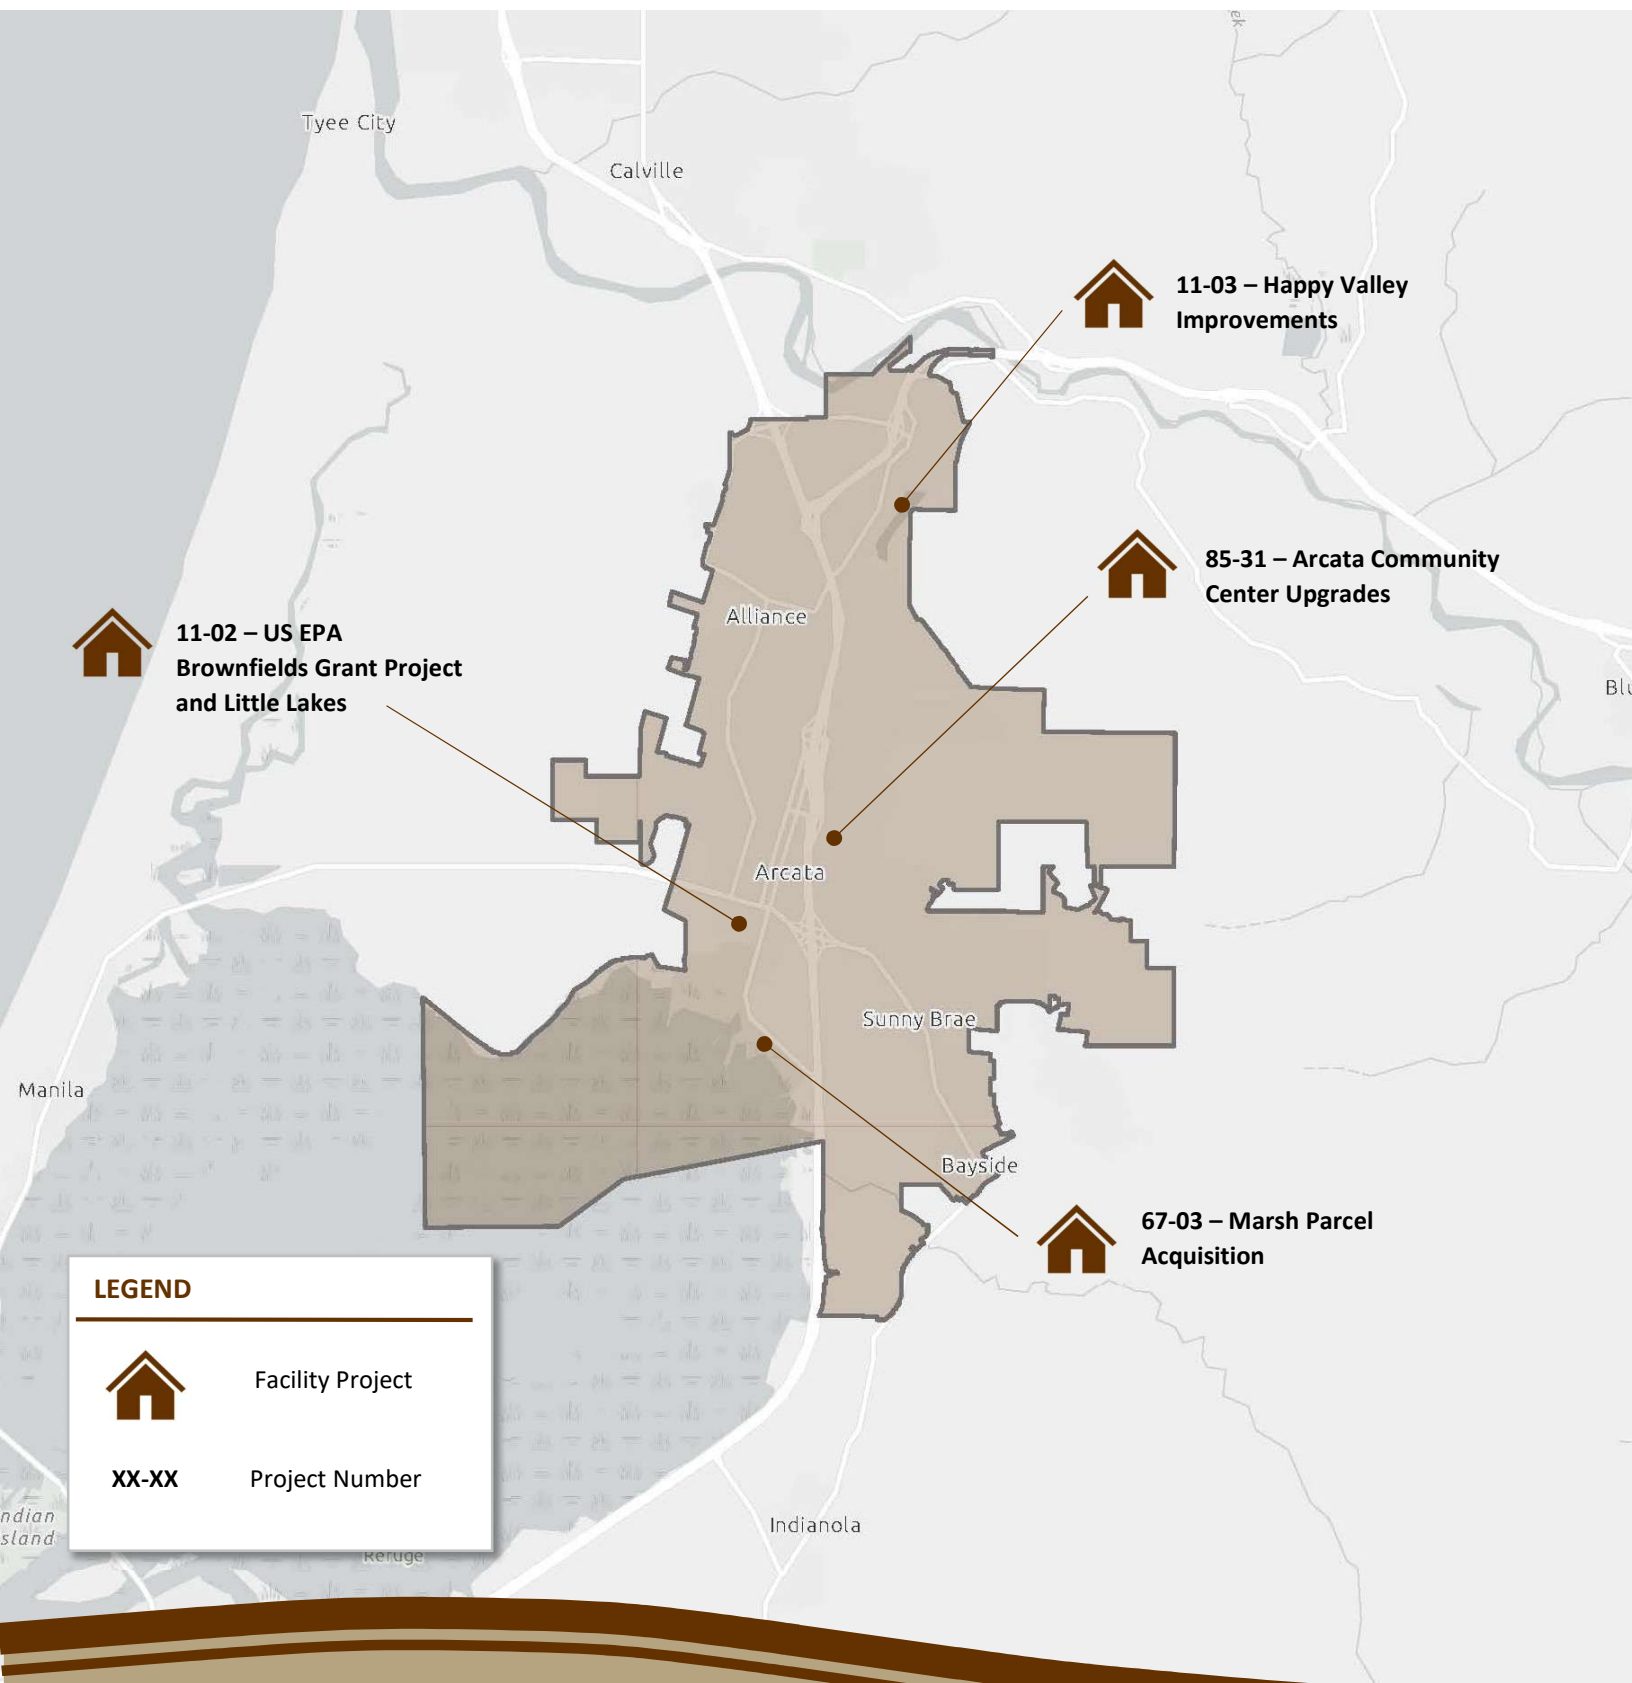 Tyee City
Calville
11-03 – Happy Valley
Improvements
85-31 – Arcata Community
Center Upgrades
Alliance
11-02 – US EPA
Brownfields Grant Project
and Little Lakes
Arcata
Sunny Brae
Manila
Bayside
67-03 – Marsh Parcel
Acquisition
LEGEND
Facility Project
XX-XX Project Number
Indianola
ndian
sland
Refuge
Blu
ek